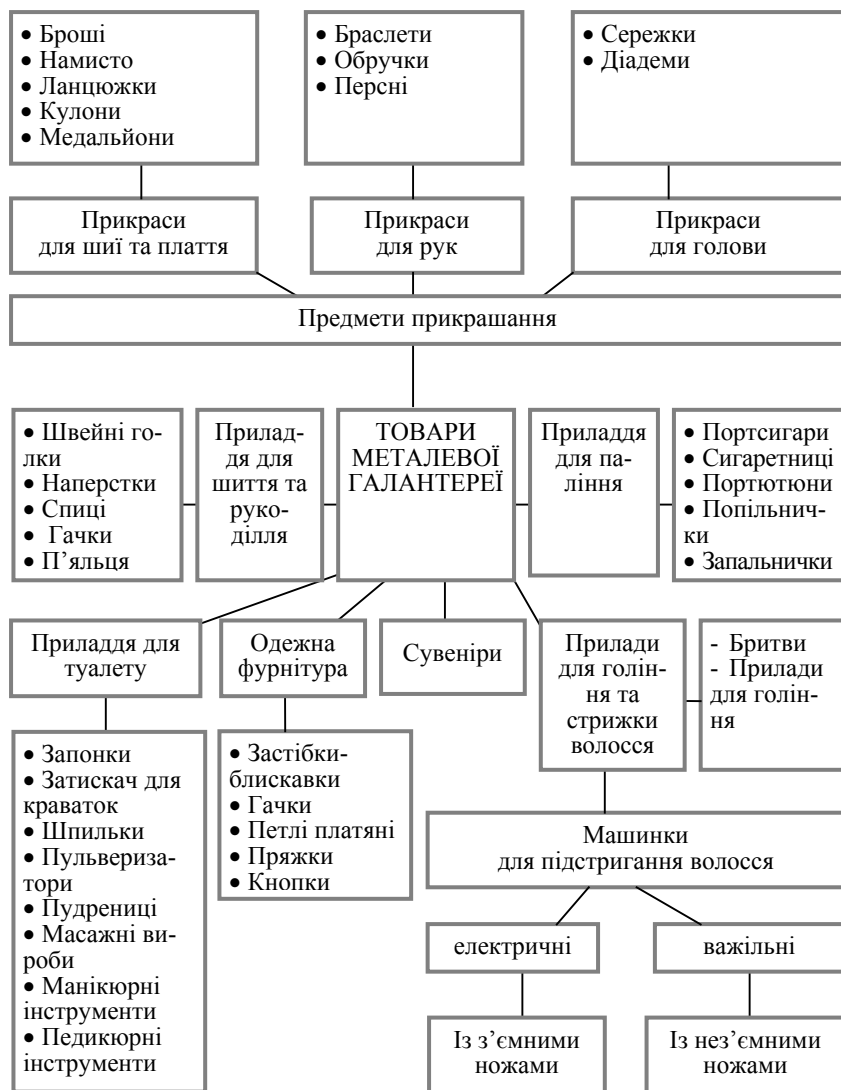 • Броші
• Намисто
• Ланцюжки
• Кулони
• Медальйони
• Браслети
• Обручки
• Персні
• Сережки
• Діадеми
Прикраси
для шиї та плаття
Прикраси
для рук
Прикраси
для голови
Предмети прикрашання
• Швейні го-
лки
• Наперстки
• Спиці
• Гачки
• П’яльця
Прилад-
дя для
шиття та
руко-
ділля
ТОВАРИ
МЕТАЛЕВОЇ
ГАЛАНТЕРЕЇ
Приладдя
для па-
ління
• Портсигари
• Сигаретниці
• Портютюни
• Попільнич-
ки
• Запальнички
Приладдя для
туалету
Одежна
фурнітура
Сувеніри
Прилади
для голін-
ня та
стрижки
волосся
- Бритви
- Прилади
для голін-
ня
• Запонки
• Затискач для
краваток
• Шпильки
• Пульверизa-
тори
• Пудрениці
• Масажні ви-
роби
• Манікюрні
інструменти
• Педикюрні
інструменти
• Застібки-
блискавки
• Гачки
• Петлі платяні
• Пряжки
• Кнопки
Машинки
для підстригання волосся
електричні
важільні
Із з’ємними
ножами
Із нез’ємними
ножами